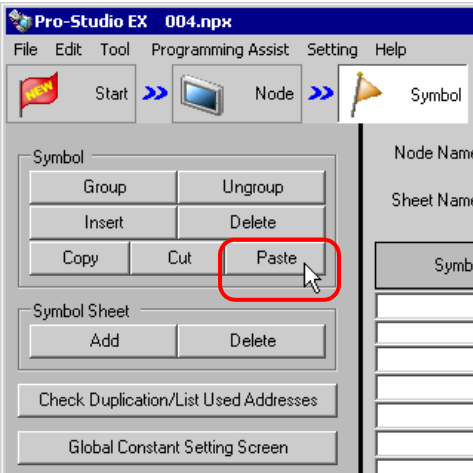 Pro-Studio EX 004.npx
File Edit Tool Programming Assist Setting Help
NEW Start Node Symbol
Symbol
Group Ungroup
Insert Delete
Copy Cut Paste
Symbol Sheet
Add Delete
Check Duplication/List Used Addresses
Global Constant Setting Screen
Node Name
Sheet Name
Symb